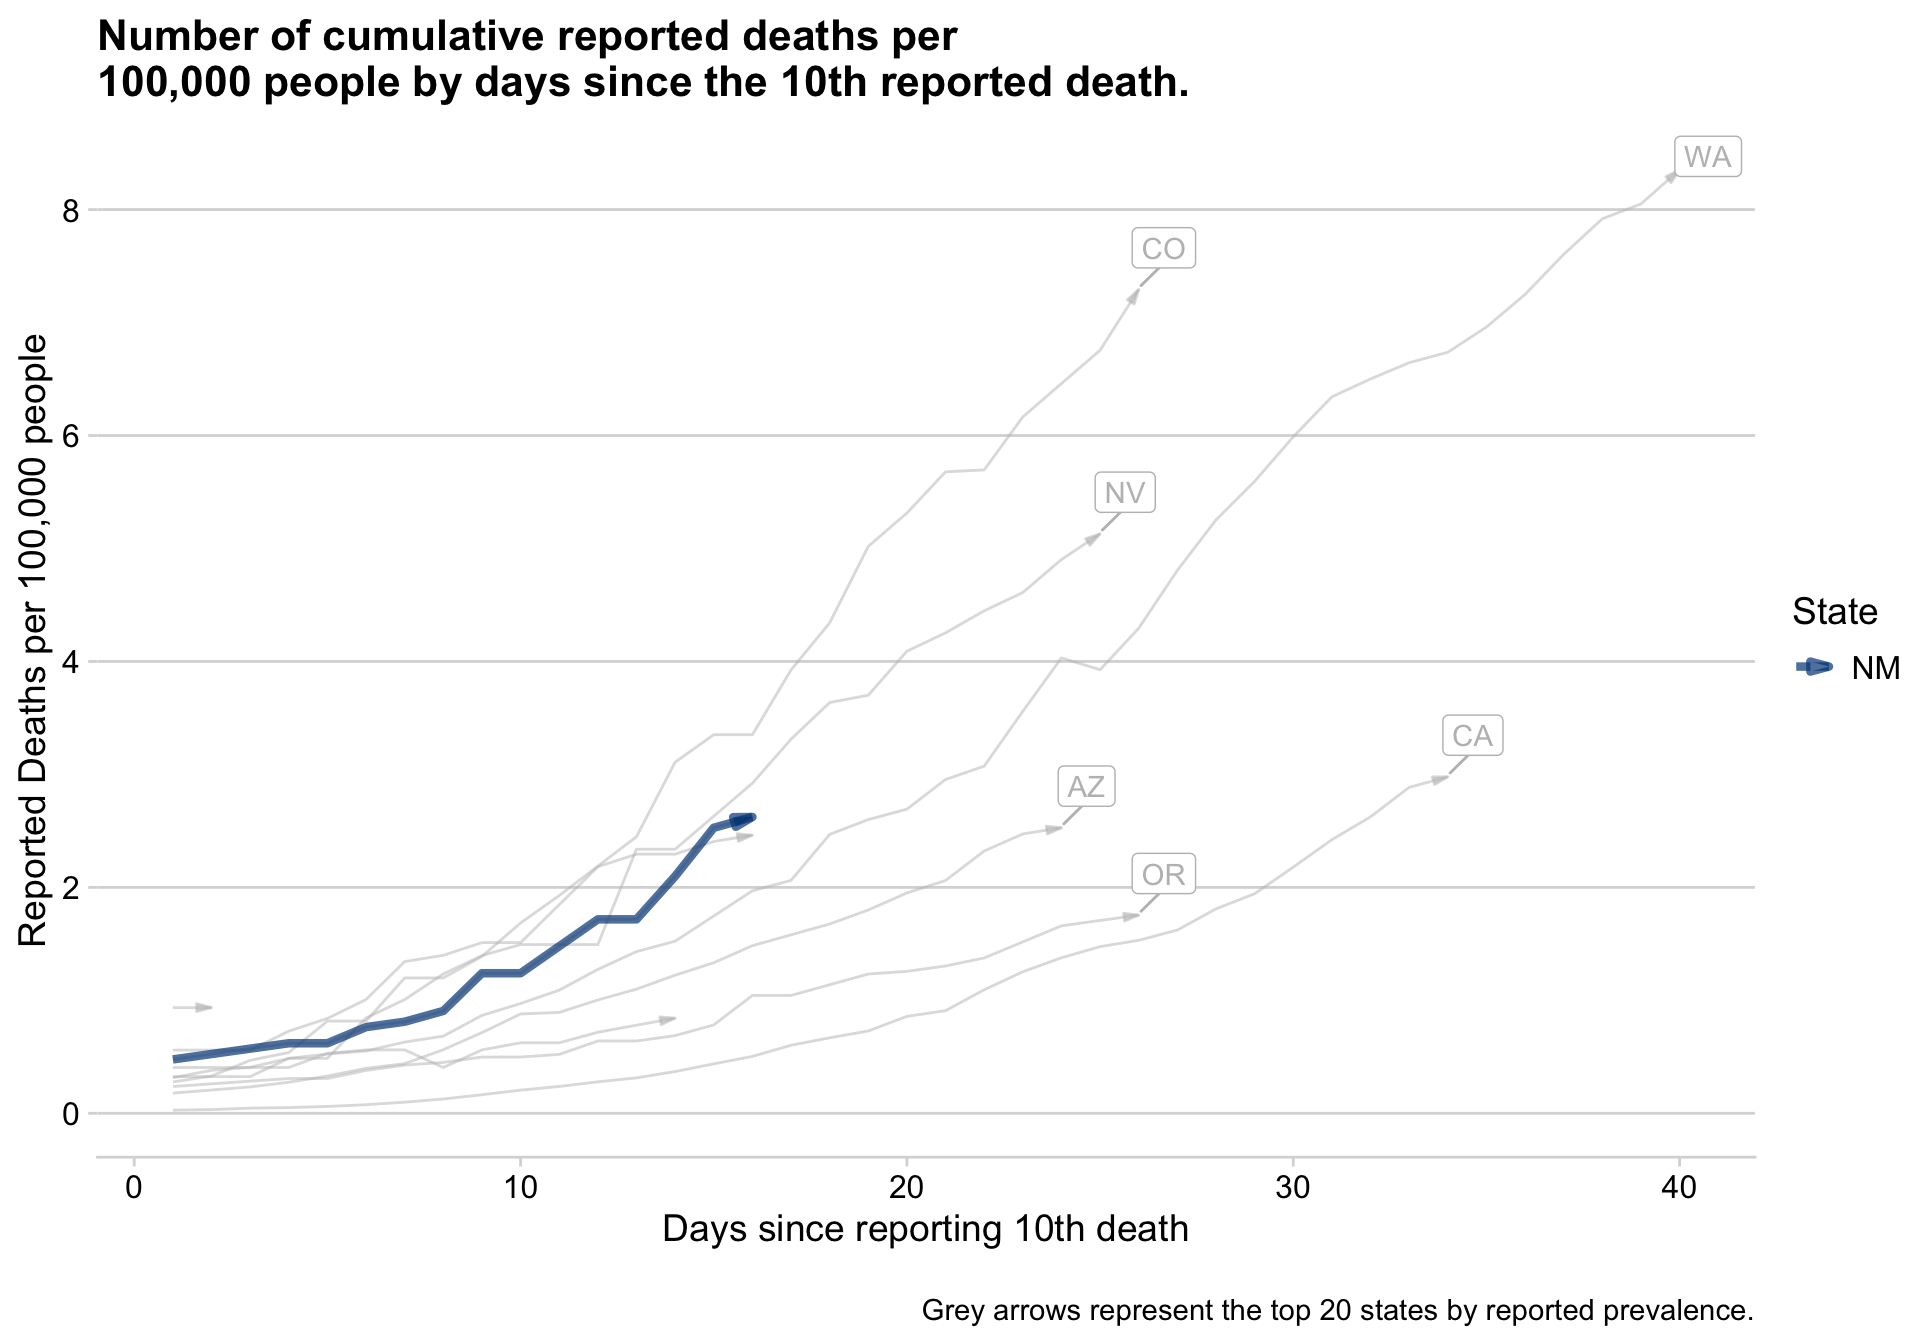 Number of cumulative reported deaths per
100,000 people by days since the 10th reported death.
WA
8
CO
6
NV
State
NM
4
CA
AZ
OR
2
0
Reported Deaths per 100,000 people
0 10 20 30 40
Days since reporting 10th death
Grey arrows represent the top 20 states by reported prevalence.